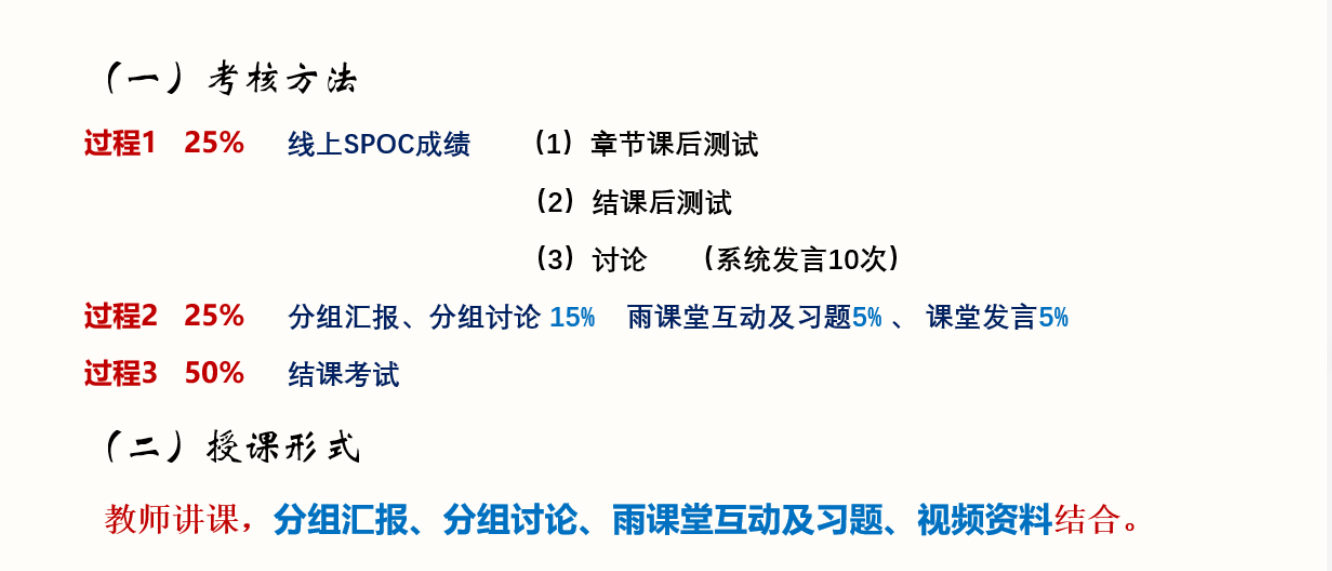 （一）考核方法
过程1 25% 线上SPOC成绩 （1）章节课后测试
（2）结课后测试
（3）讨论 （系统发言10次）
过程2 25% 分组汇报、分组讨论 15% 雨课堂互动及习题5% 、 课堂发言5%
过程3 50% 结课考试
（二）授课形式
教师讲课，分组汇报、分组讨论、雨课堂互动及习题、视频资料结合。